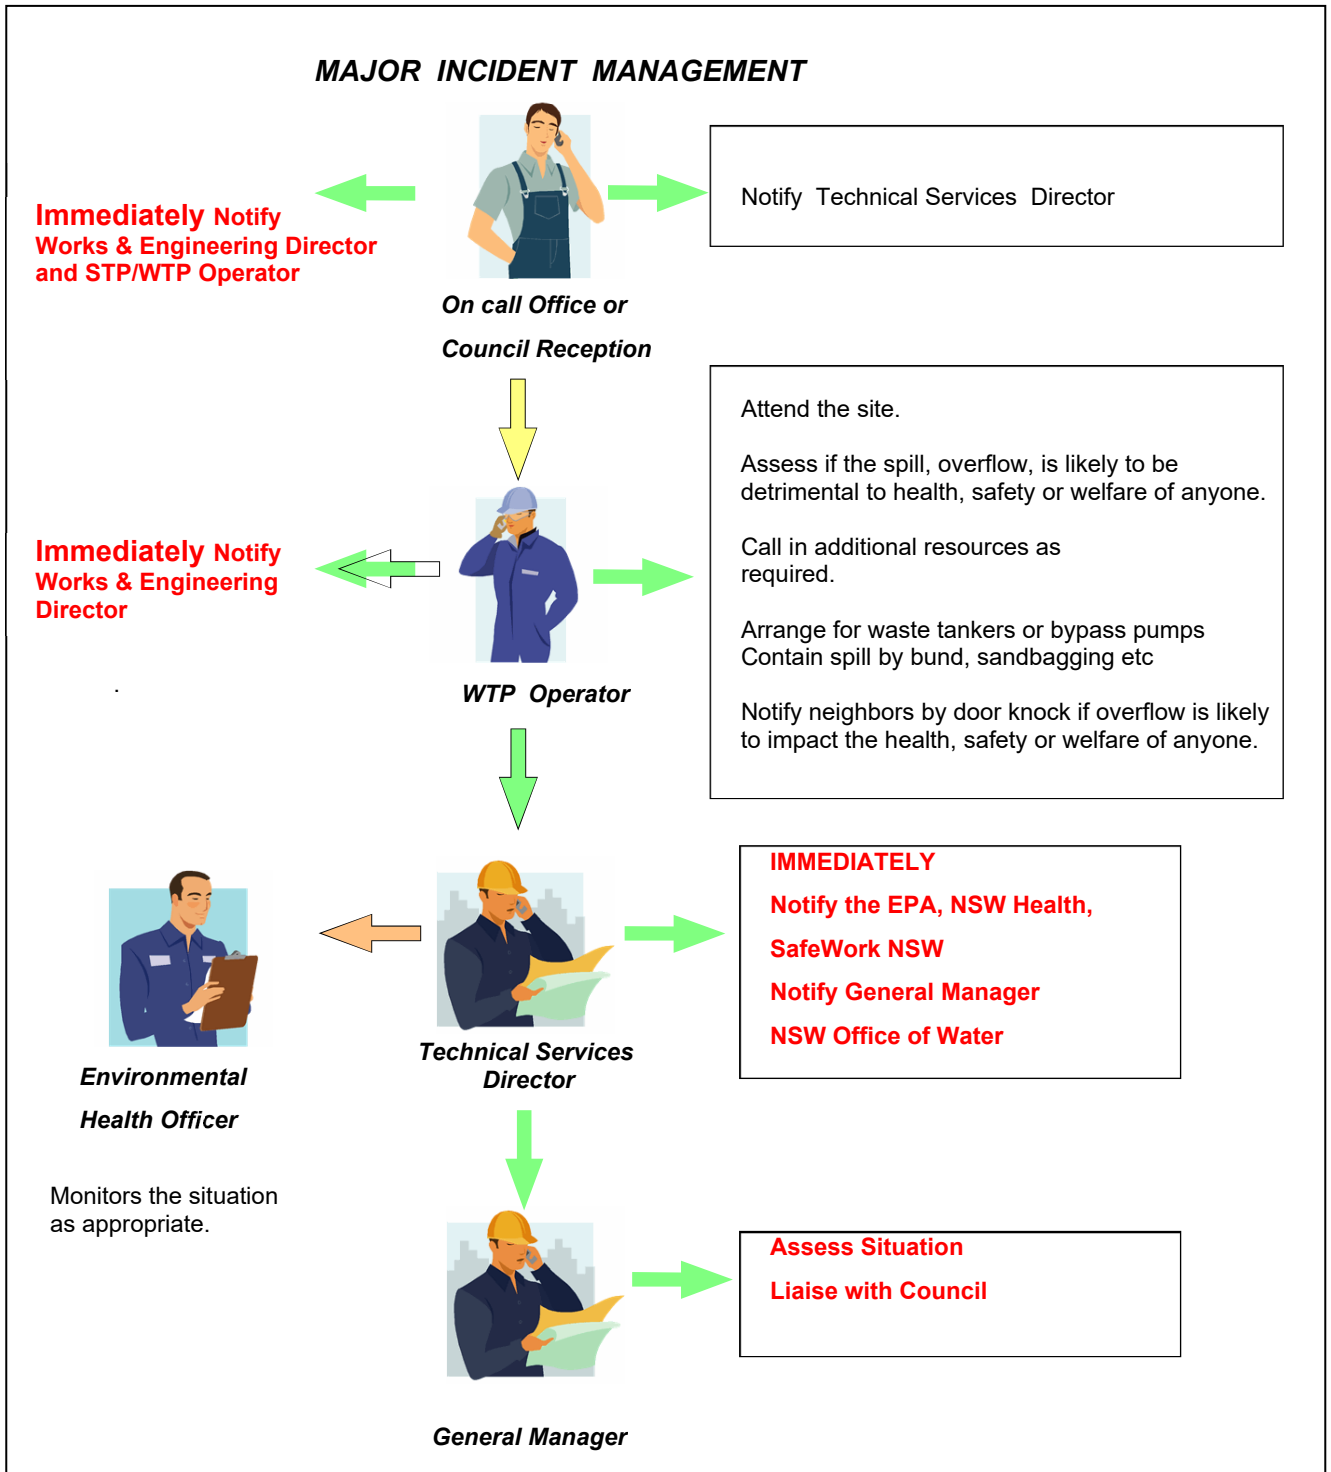 MAJOR INCIDENT MANAGEMENT
Immediately Notify
Works & Engineering Director
and STP/WTP Operator
Notify Technical Services Director
On call Office or
Council Reception
Immediately Notify
Works & Engineering
Director
.
Attend the site.
Assess if the spill, overflow, is likely to be
detrimental to health, safety or welfare of anyone.
Call in additional resources as
required.
Arrange for waste tankers or bypass pumps
Contain spill by bund, sandbagging etc
Notify neighbors by door knock if overflow is likely
to impact the health, safety or welfare of anyone.
WTP Operator
IMMEDIATELY
Notify the EPA, NSW Health,
SafeWork NSW
Notify General Manager
NSW Office of Water
Technical Services
Director
Environmental
Health Officer
Monitors the situation
as appropriate.
Assess Situation
Liaise with Council
General Manager